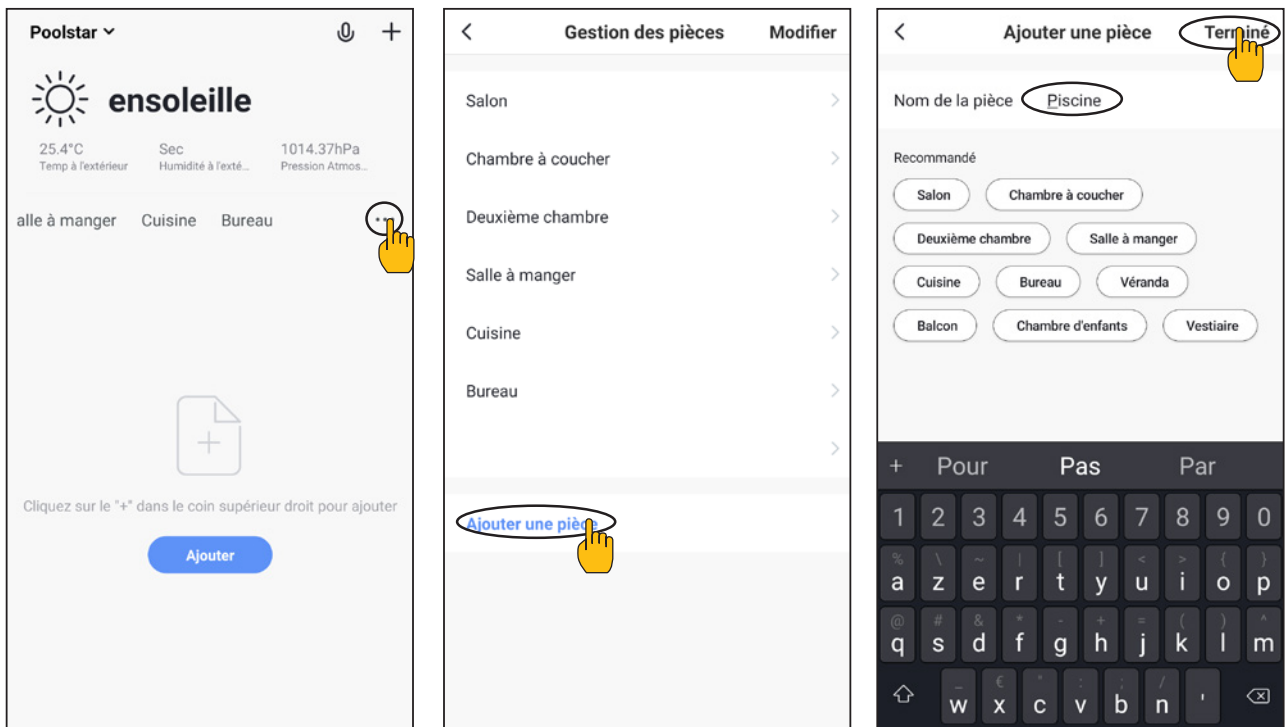 Poolstar
ensoleille
25.4°C Sec 1014.37hPa
Temp à l'extérieur Humidité à l'exté... Pression Atmos...
alle à manger Cuisine Bureau ...
Cliquez sur le "+" dans le coin supérieur droit pour ajouter
Ajouter
Gestion des pièces Modifier
Salon
Chambre à coucher
Deuxième chambre
Salle à manger
Cuisine
Bureau
Ajouter une pièce
Ajouter une pièce Terminé
Nom de la pièce Piscine
Recommandé
Salon Chambre à coucher
Deuxième chambre Salle à manger
Cuisine Bureau Véranda
Balcon Chambre d'enfants Vestiaire
+ Pour Pas Par
1 2 3 4 5 6 7 8 9 0
% \ ~ | [ ] < > { }
a z e r t y u i o p
@ # & * - + = ( ) ^
q s d f g h j k l m
_ € " : ; /
w x c v b n '